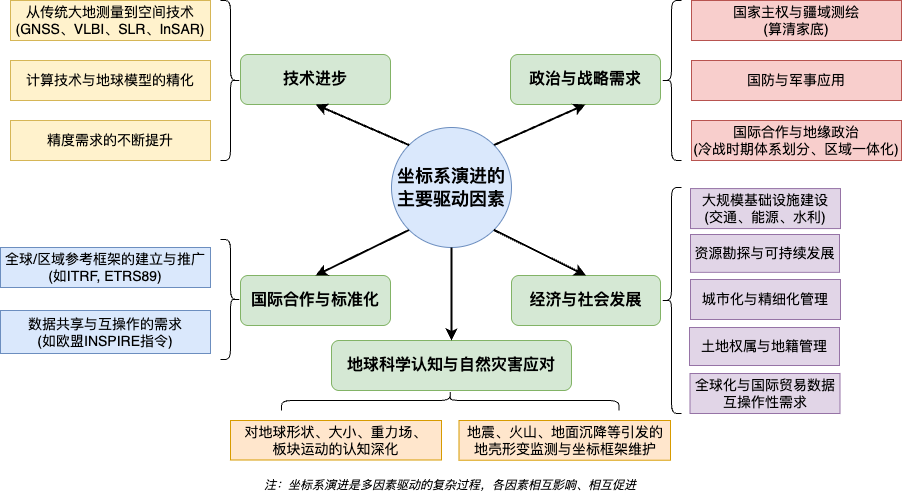 从传统大地测量到空间技术
(GNSS、VLBI、SLR、InSAR)
计算技术与地球模型的精化
精度需求的不断提升
技术进步
政治与战略需求
国家主权与疆域测绘
(算清家底)
国防与军事应用
国际合作与地缘政治
(冷战时期体系划分、区域一体化)
坐标系演进的
主要驱动因素
全球/区域参考框架的建立与推广
(如ITRF, ETRS89)
数据共享与互操作的需求
(如欧盟INSPIRE指令)
国际合作与标准化
经济与社会发展
大规模基础设施建设
(交通、能源、水利)
资源勘探与可持续发展
城市化与精细化管理
土地权属与地籍管理
全球化与国际贸易数据
互操作性需求
地球科学认知与自然灾害应对
对地球形状、大小、重力场、
板块运动的认知深化
地震、火山、地面沉降等引发的
地壳形变监测与坐标框架维护
注：坐标系演进是多因素驱动的复杂过程，各因素相互影响、相互促进